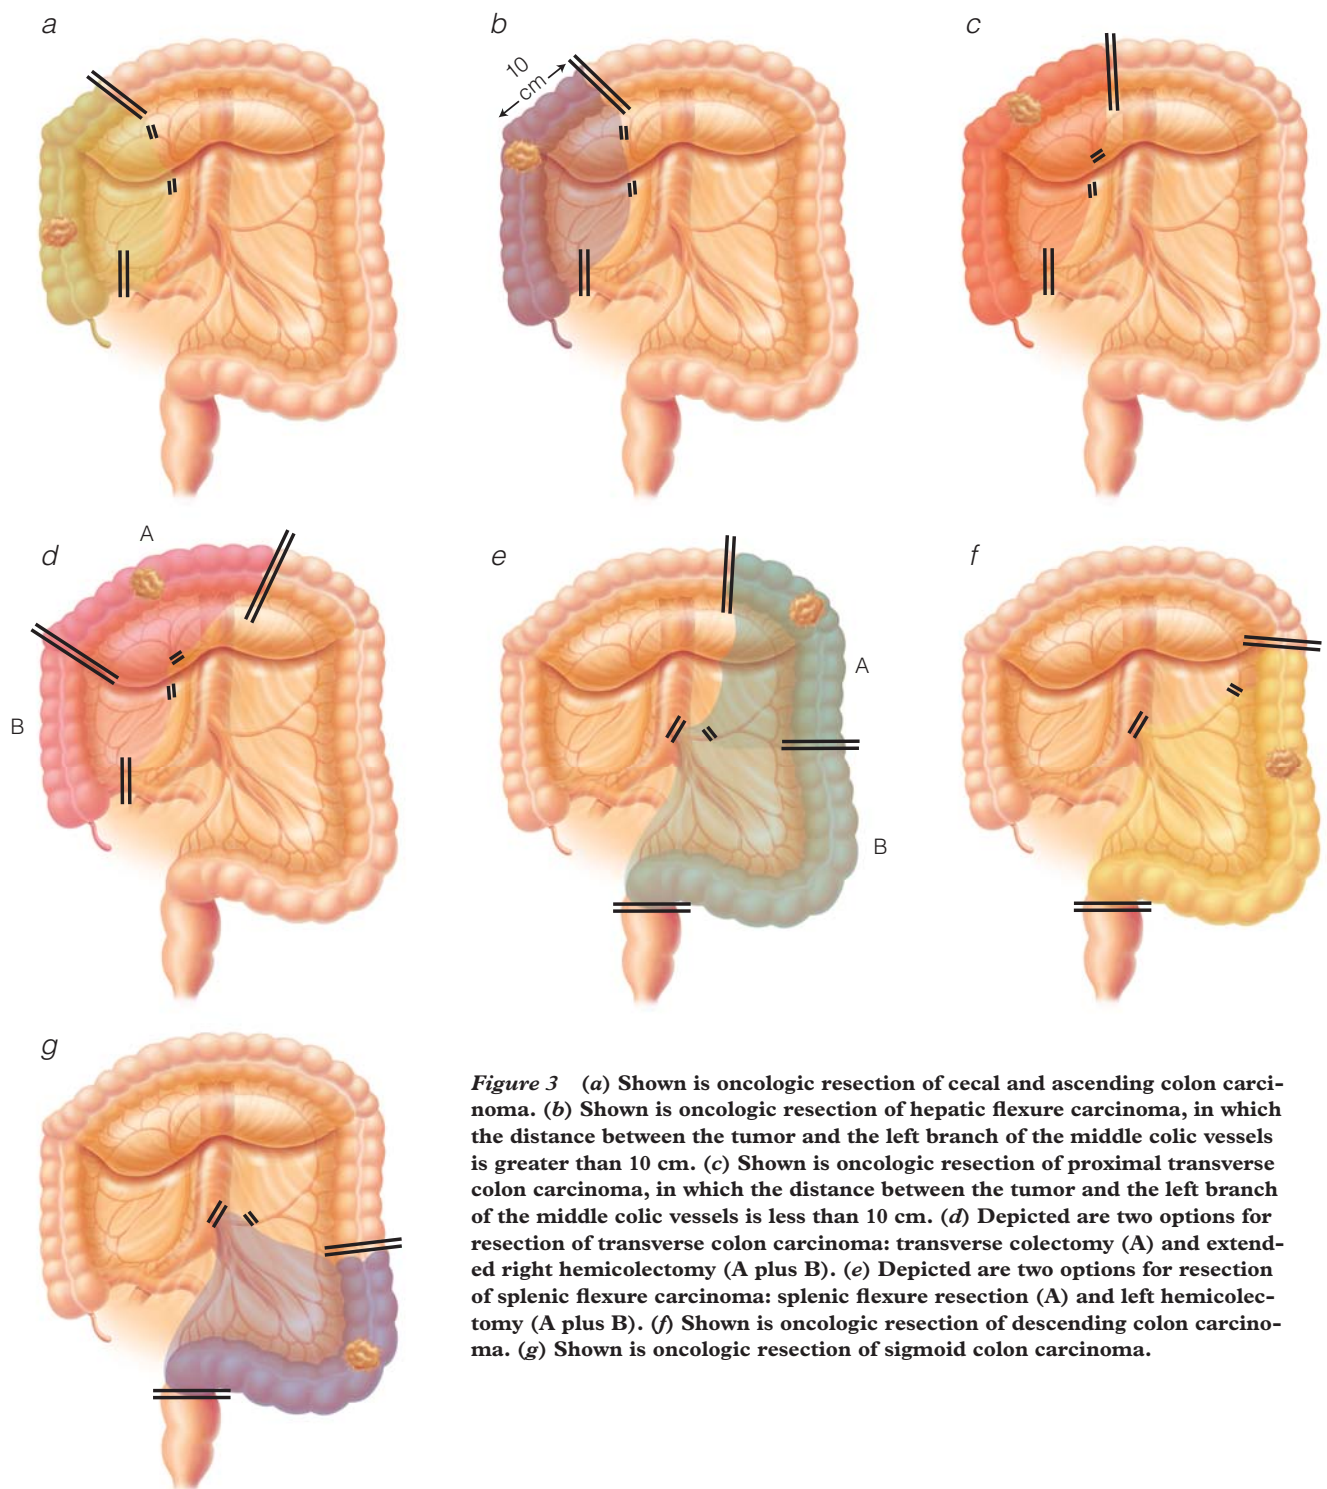 a
b
10
cm
c
d
A
B
e
A
B
f
g
Figure 3 (a) Shown is oncologic resection of cecal and ascending colon carci-
noma. (b) Shown is oncologic resection of hepatic flexure carcinoma, in which
the distance between the tumor and the left branch of the middle colic vessels
is greater than 10 cm. (c) Shown is oncologic resection of proximal transverse
colon carcinoma, in which the distance between the tumor and the left branch
of the middle colic vessels is less than 10 cm. (d) Depicted are two options for
resection of transverse colon carcinoma: transverse colectomy (A) and extend-
ed right hemicolectomy (A plus B). (e) Depicted are two options for resection
of splenic flexure carcinoma: splenic flexure resection (A) and left hemicolec-
tomy (A plus B). (f) Shown is oncologic resection of descending colon carcino-
ma. (g) Shown is oncologic resection of sigmoid colon carcinoma.